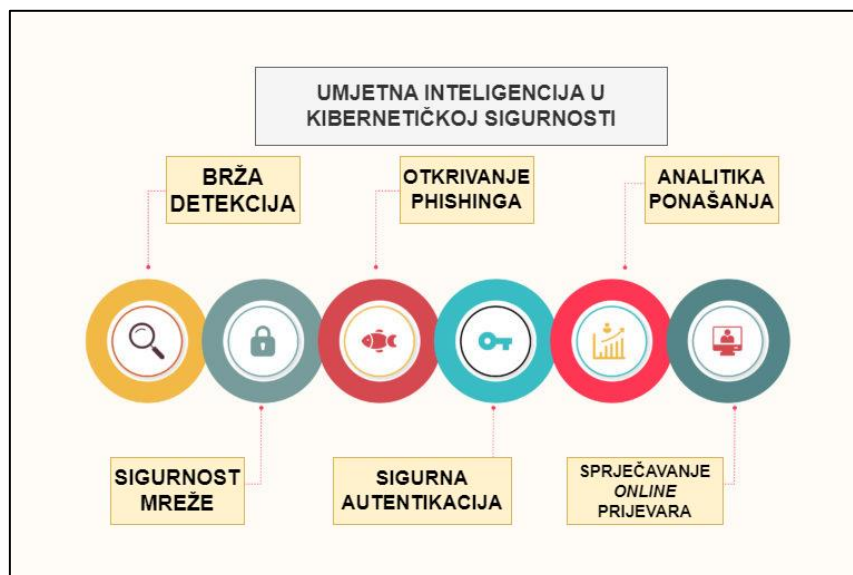 UMJETNA INTELIGENCIJA U
KIBERNETIČKOJ SIGURNOSTI
BRŽA
DETEKCIJA
OTKRIVANJE
PHISHINGA
ANALITIKA
PONAŠANJA
SIGURNOST
MREŽE
SIGURNA
AUTENTIKACIJA
SPRJEČAVANJE
ONLINE
PRIJEVARA